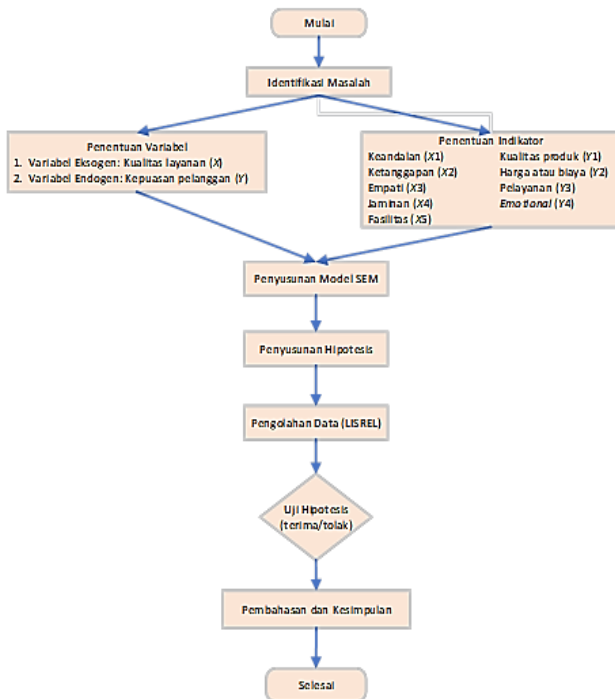 Mulai
Identifikasi Masalah
Penentuan Variabel
1. Variabel Eksogen: Kualitas layanan (X)
2. Variabel Endogen: Kepuasan pelanggan (Y)
Penentuan Indikator
Keandalan (X1)
Ketanggapan (X2)
Empati (X3)
Jaminan (X4)
Fasilitas (X5)
Kualitas produk (Y1)
Harga atau biaya (Y2)
Pelayanan (Y3)
Emotional (Y4)
Penyusunan Model SEM
Penyusunan Hipotesis
Pengolahan Data (LISREL)
Uji Hipotesis
(terima/tolak)
Pembahasan dan Kesimpulan
Selesai